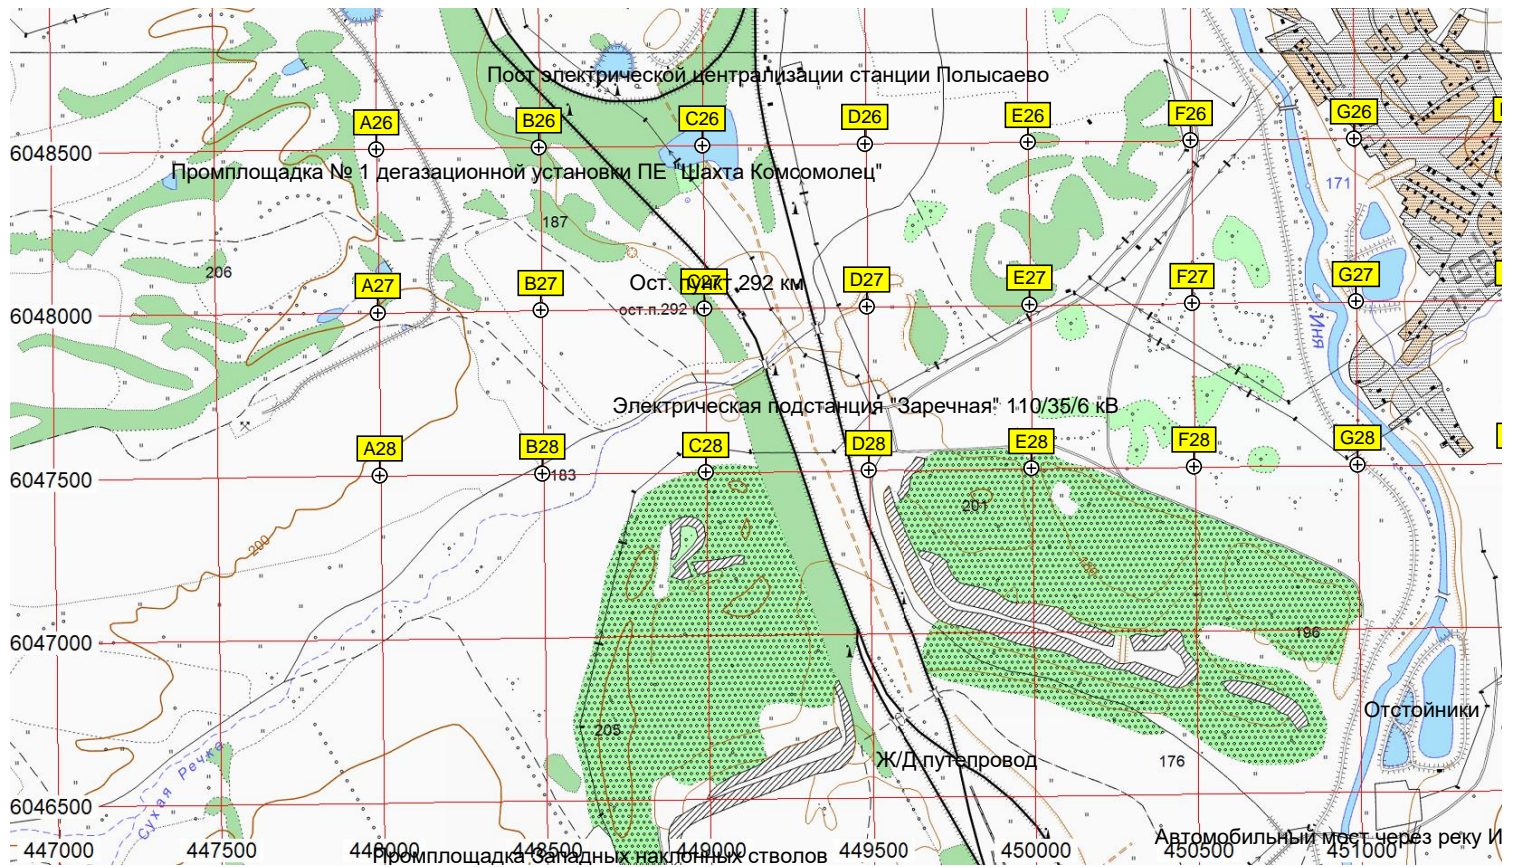 Пост электрической централизации станции Полысаево
A26
B26
C26
D26
E26
F26
G26
6048500
Промплощадка № 1 дегазационной установки ПЕ "Шахта Комсомолец"
171
187
206
A27
B27
Ост. пункт 292 км
C27
D27
E27
F27
G27
ост.п.292
6048000
Иня
Электрическая подстанция "Заречная" 110/35/6 кВ
A28
B28
C28
D28
E28
F28
G28
6047500
183
201
200
6047000
196
205
Отстойники
Сухая Речка
Ж/Д путепровод
176
6046500
Автомобильный мост через реку И
447000
447500
448000
448500
449000
449500
450000
450500
451000
Промплощадка Западных наклонных стволов